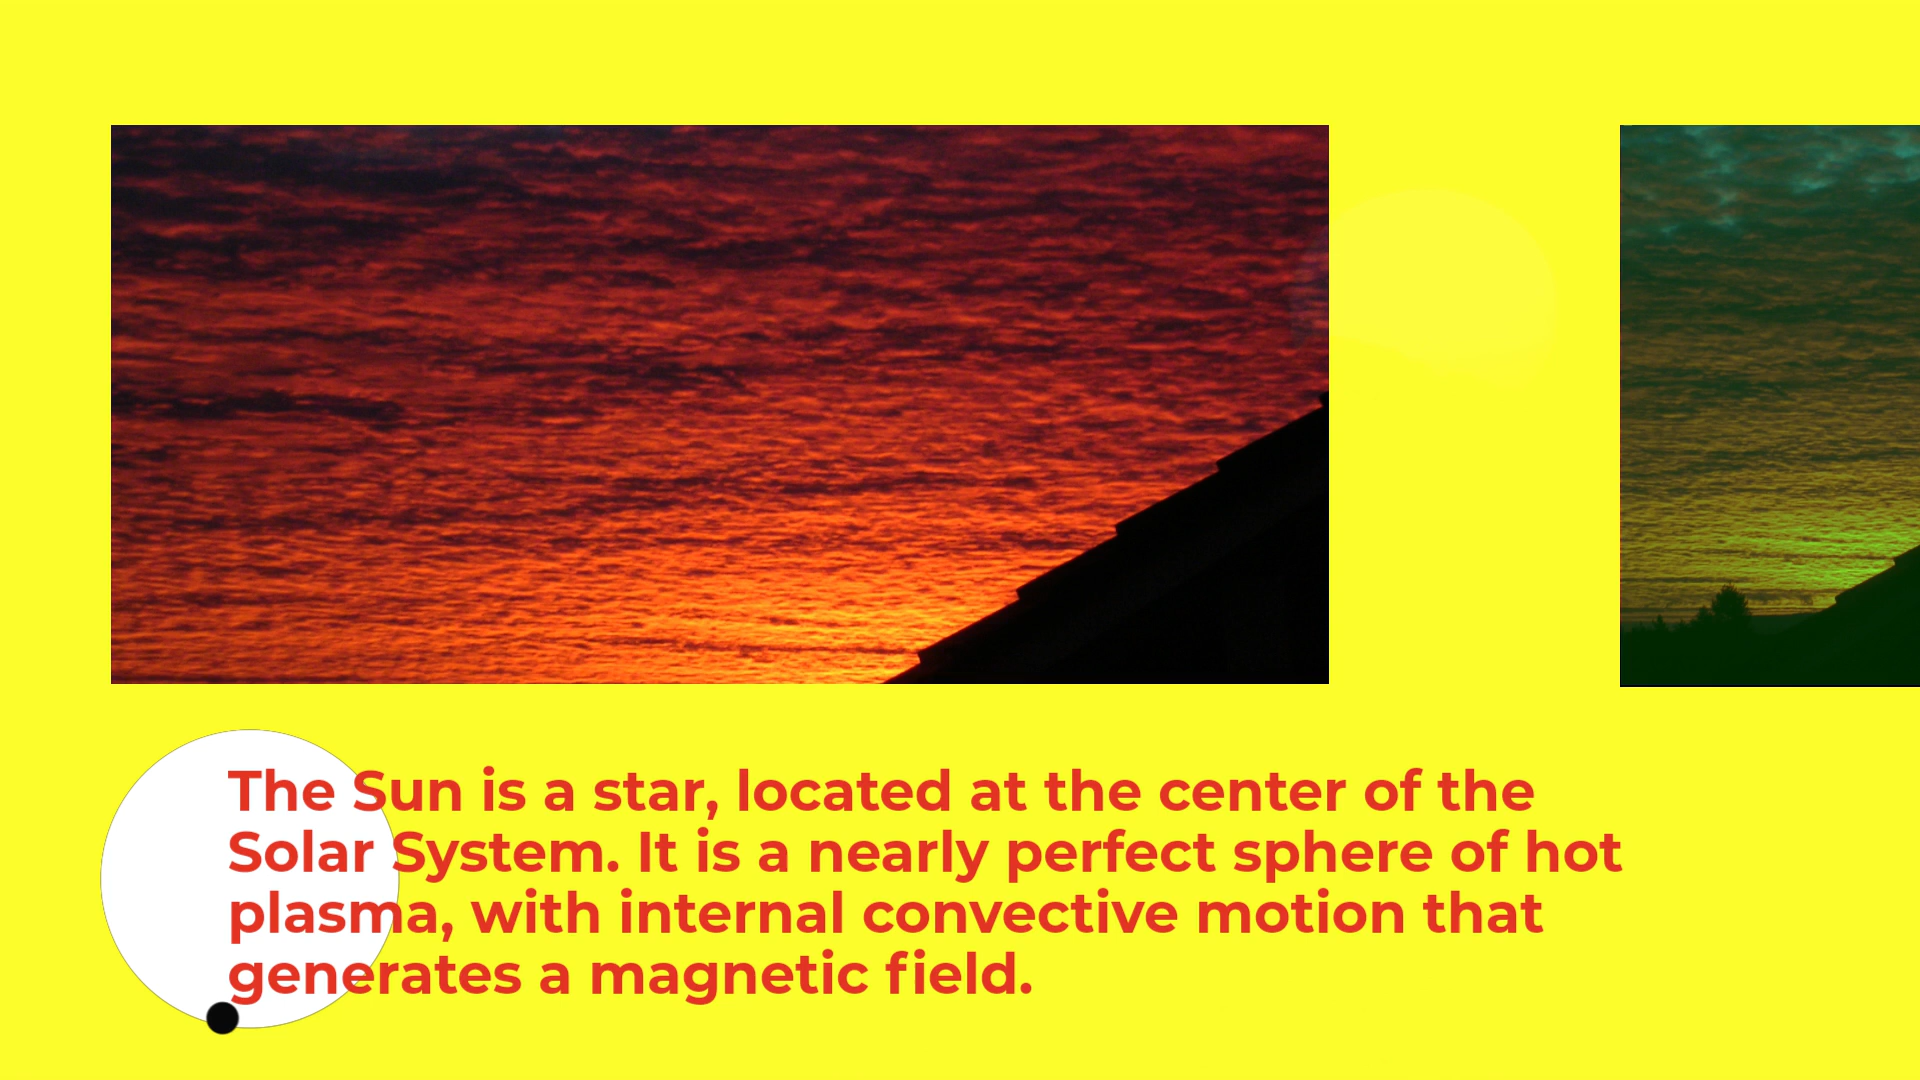 The Sun is a star, located at the center of the
Solar System. It is a nearly perfect sphere of hot
plasma, with internal convective motion that
generates a magnetic field.